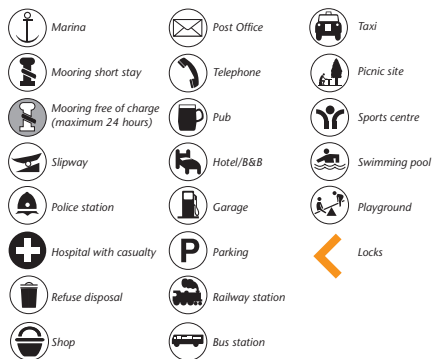 Marina
Mooring short stay
Mooring free of charge
(maximum 24 hours)
Slipway
Police station
Hospital with casualty
Refuse disposal
Shop
Post Office
Telephone
Pub
Hotel/B&B
Garage
P
Parking
Railway station
Bus station
Taxi
Picnic site
Sports centre
Swimming pool
Playground
Locks